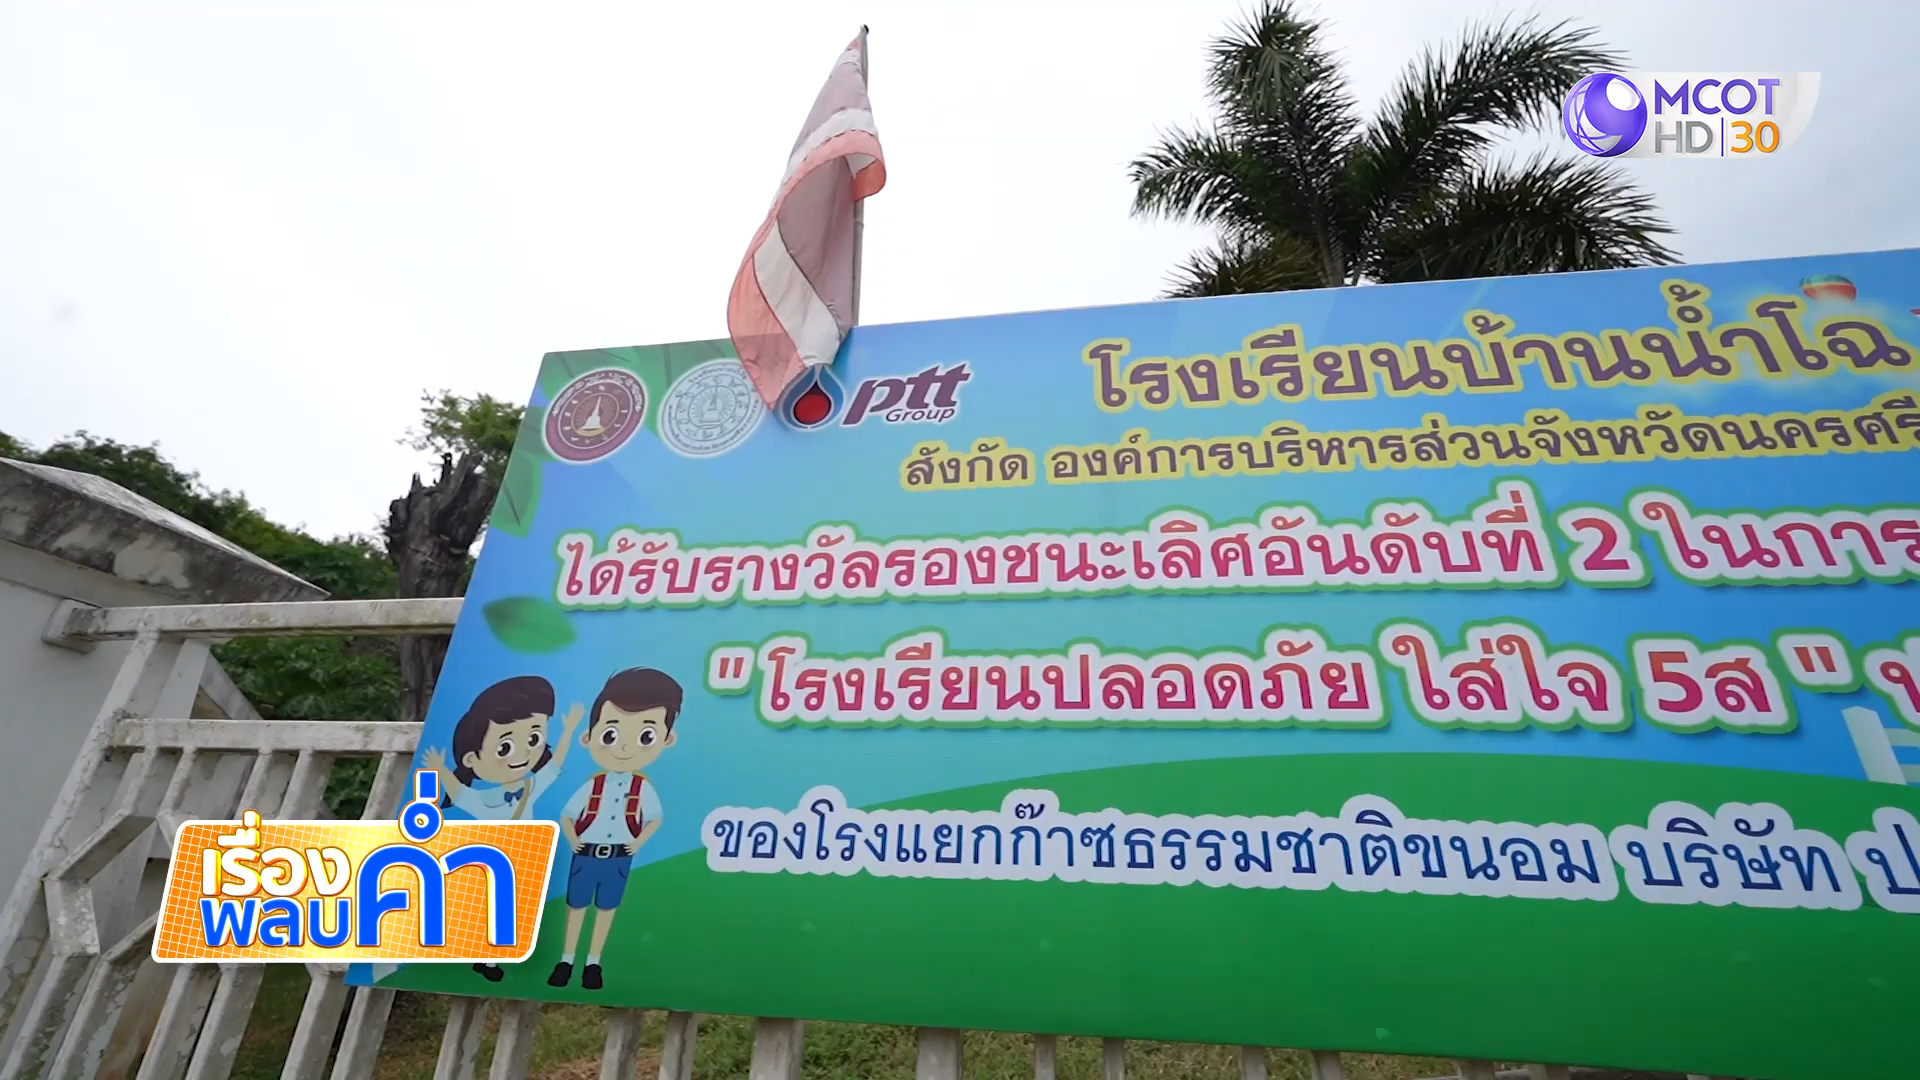 MCOT
HD 30
ptt
Group
โรงเรียนบ้านน้ำโฉ
สังกัด องค์การบริหารส่วนจังหวัดนครศรี
ได้รับรางวัลรองชนะเลิศอันดับที่ 2 ในการ
"โรงเรียนปลอดภัย ใส่ใจ 5ส"
ของโรงแยกก๊าซธรรมชาติขนอม บริษัท ป
เรื่อง
พลบ
ค่ำ